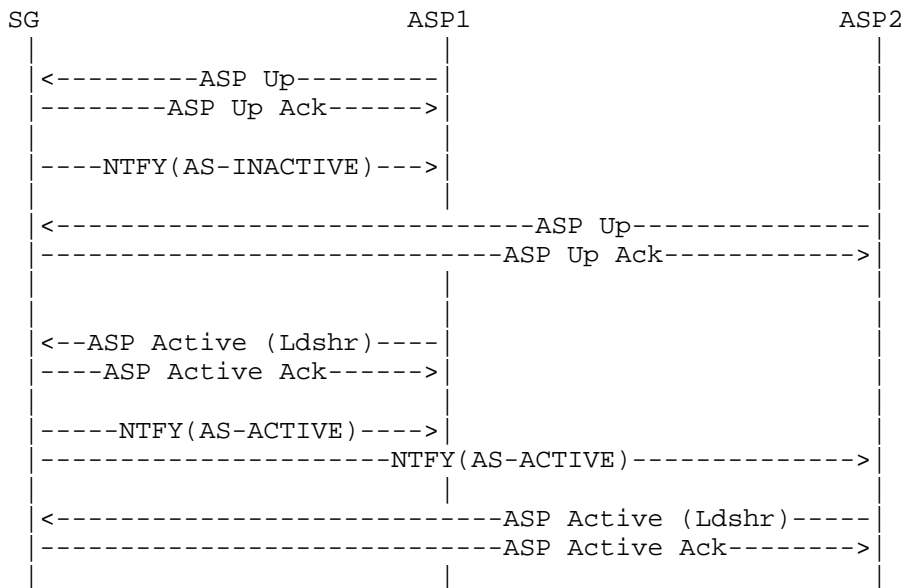 SG ASP1 ASP2
<---------ASP Up---------
--------ASP Up Ack------>
----NTFY(AS-INACTIVE)--->
<------------------------------ASP Up---------------
-----------------------------ASP Up Ack------------>
<--ASP Active (Ldshr)----
----ASP Active Ack------>
-----NTFY(AS-ACTIVE)---->
----------------------NTFY(AS-ACTIVE)-------------->
<----------------------------ASP Active (Ldshr)-----
-----------------------------ASP Active Ack-------->